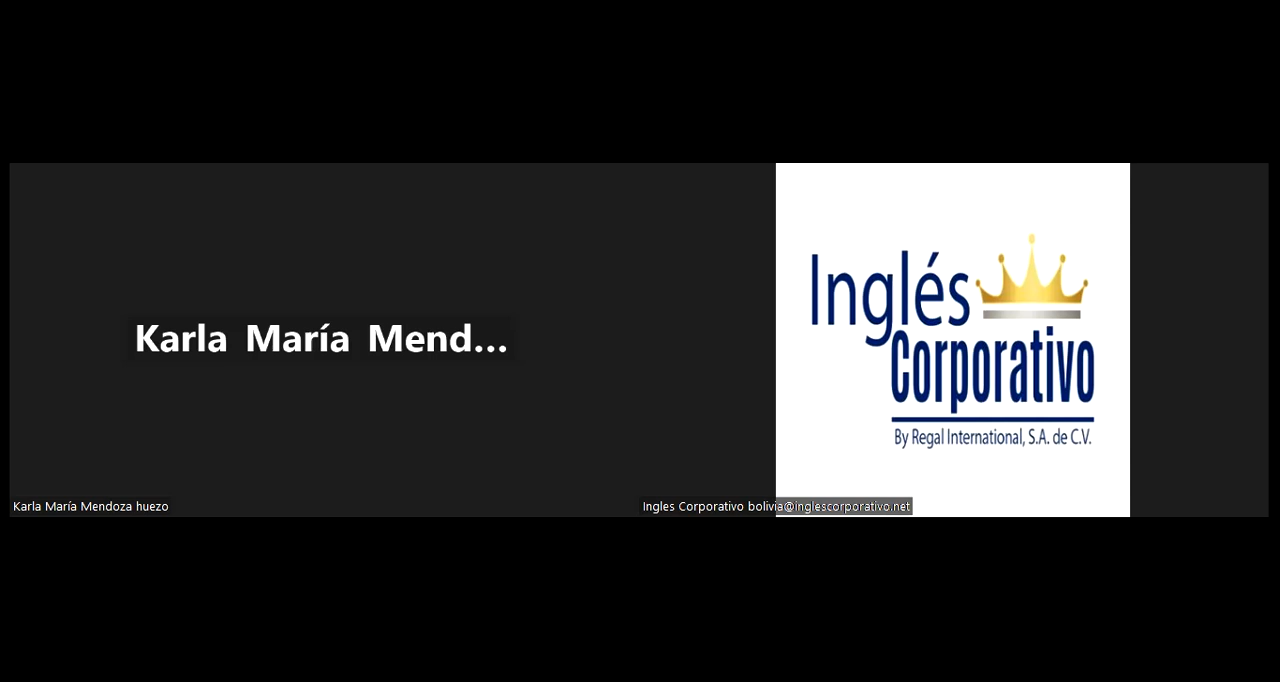 Karla María Mend...
Karla María Mendoza huezo
Inglés
Corporativo
By Regal International, S.A. de C.V.
Ingles Corporativo bolivia@inglescorporativo.net